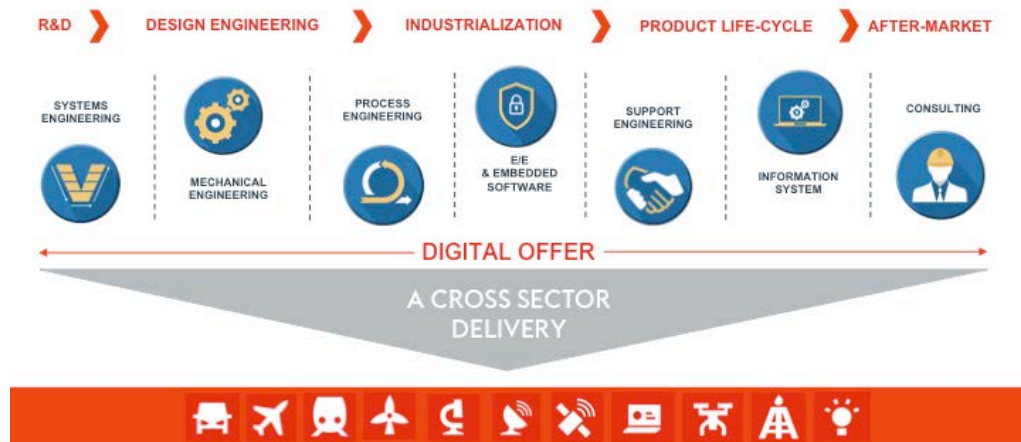 R&D
DESIGN ENGINEERING
INDUSTRIALIZATION
PRODUCT LIFE-CYCLE
AFTER-MARKET
SYSTEMS
ENGINEERING
MECHANICAL
ENGINEERING
PROCESS
ENGINEERING
E/E
& EMBEDDED
SOFTWARE
SUPPORT
ENGINEERING
INFORMATION
SYSTEM
CONSULTING
DIGITAL OFFER
A CROSS SECTOR
DELIVERY